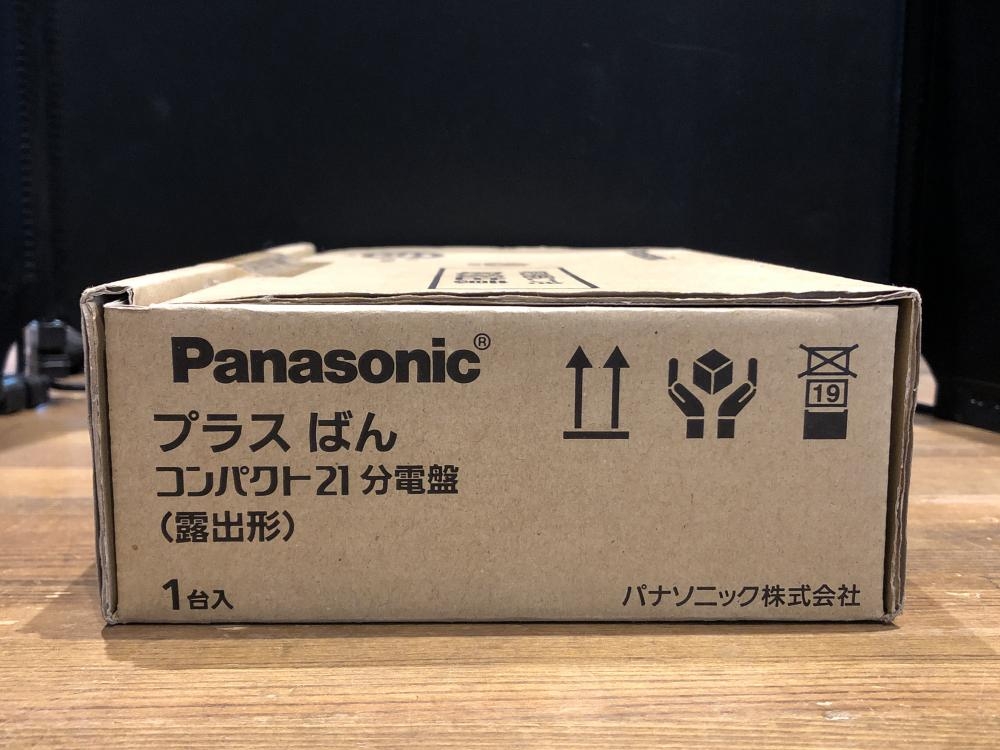 Panasonic®
プラス ばん
コンパクト21 分電盤
（露出形）
1台入
19
パナソニック株式会社